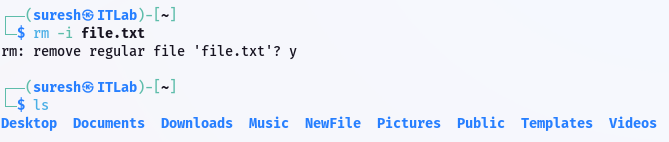 ┌──(suresh㉿ITLab)-[~]
└─$ rm -i file.txt
rm: remove regular file 'file.txt'? y
┌──(suresh㉿ITLab)-[~]
└─$ ls
Desktop  Documents  Downloads  Music  NewFile  Pictures  Public  Templates  Videos